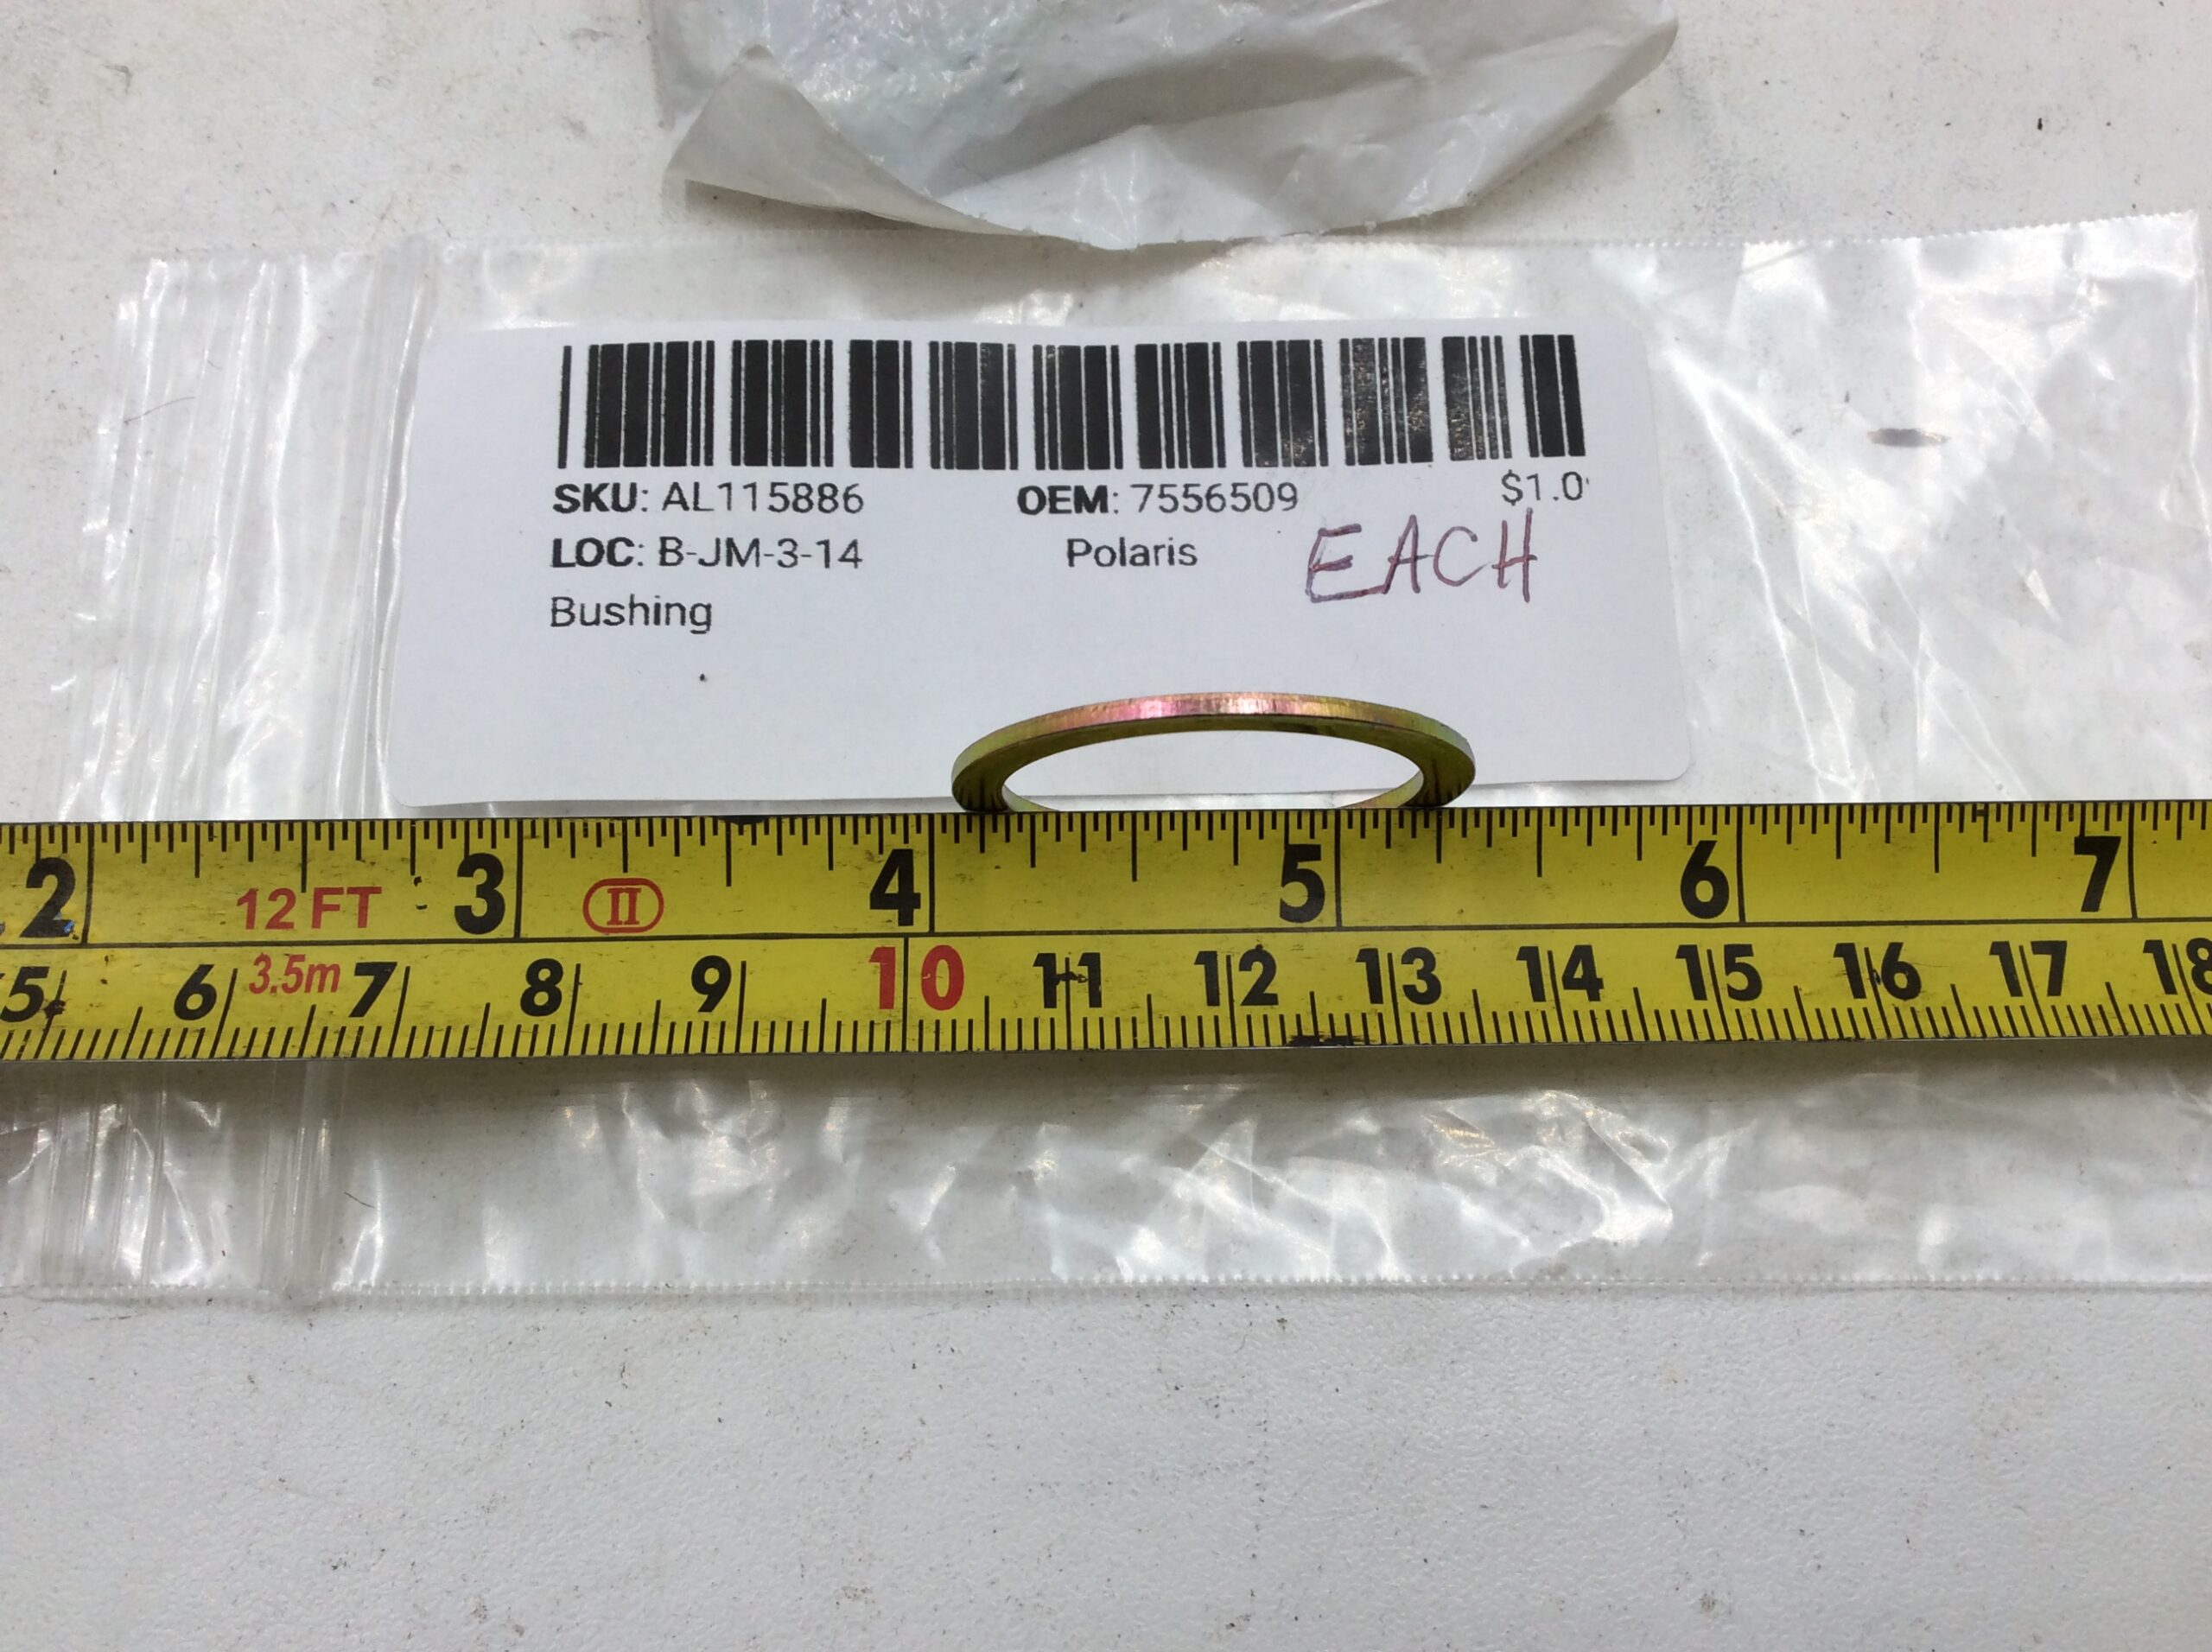 SKU: AL115886 OEM: 7556509 $1.0
LOC: B-JM-3-14 Polaris EACH
Bushing
2 3 4 5 6 7
12 FT II
5 6 3.5m 7 8 9 10 11 12 13 14 15 16 17 18